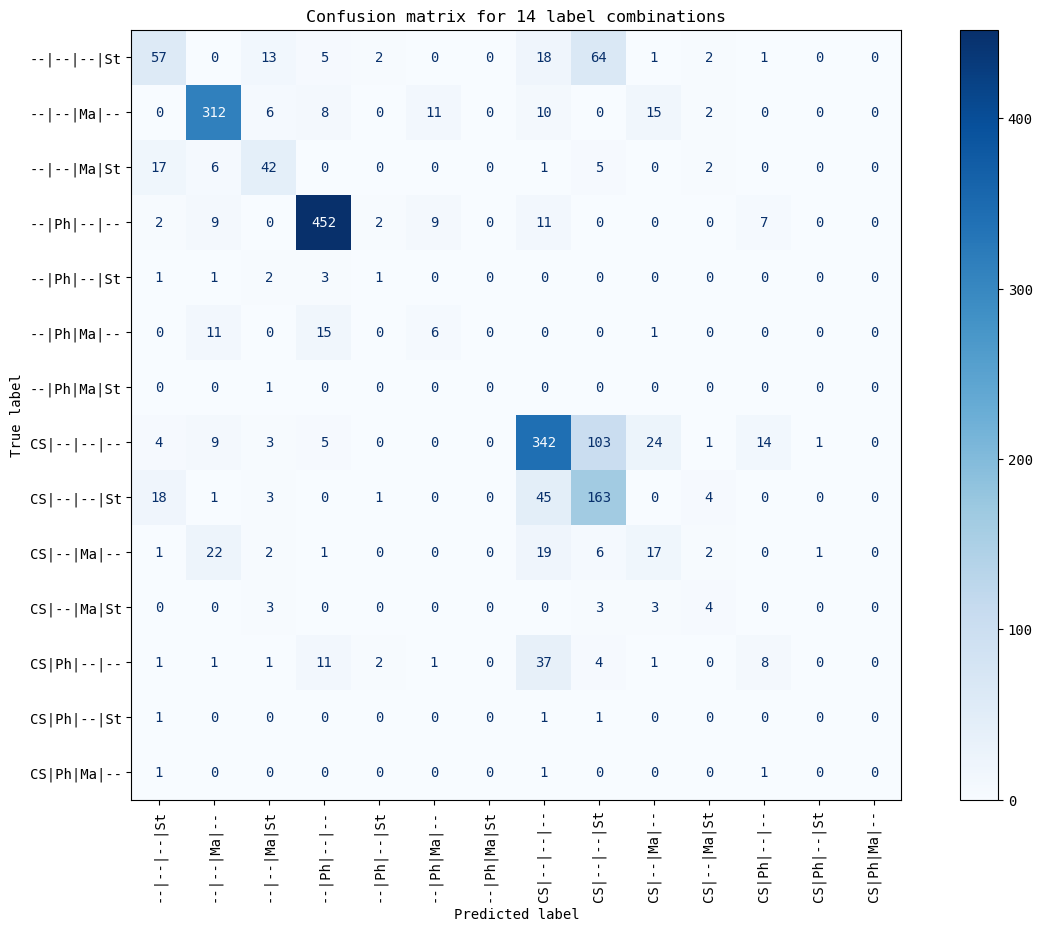 Confusion matrix for 14 label combinations
--|--|--|St 57 0 13 5 2 0 0 18 64 1 2 1 0 0
--|--|Ma|-- 0 312 6 8 0 11 0 10 0 15 2 0 0 0
--|--|Ma|St 17 6 42 0 0 0 0 1 5 0 2 0 0 0
--|Ph|--|-- 2 9 0 452 2 9 0 11 0 0 0 7 0 0
--|Ph|--|St 1 1 2 3 1 0 0 0 0 0 0 0 0 0
--|Ph|Ma|-- 0 11 0 15 0 6 0 0 0 1 0 0 0 0
--|Ph|Ma|St 0 0 1 0 0 0 0 0 0 0 0 0 0 0
CS|--|--|-- 4 9 3 5 0 0 0 342 103 24 1 14 1 0
CS|--|--|St 18 1 3 0 1 0 0 45 163 0 4 0 0 0
CS|--|Ma|-- 1 22 2 1 0 0 0 19 6 17 2 0 1 0
CS|--|Ma|St 0 0 3 0 0 0 0 0 3 3 4 0 0 0
CS|Ph|--|-- 1 1 1 11 2 1 0 37 4 1 0 8 0 0
CS|Ph|--|St 1 0 0 0 0 0 0 1 1 0 0 0 0 0
CS|Ph|Ma|-- 1 0 0 0 0 0 0 1 0 0 0 1 0 0
True label
--|--|--|St
--|--|Ma|--
--|--|Ma|St
--|Ph|--|--
--|Ph|--|St
--|Ph|Ma|--
--|Ph|Ma|St
CS|--|--|--
CS|--|--|St
CS|--|Ma|--
CS|--|Ma|St
CS|Ph|--|--
CS|Ph|--|St
CS|Ph|Ma|--
Predicted label
400
300
200
100
0